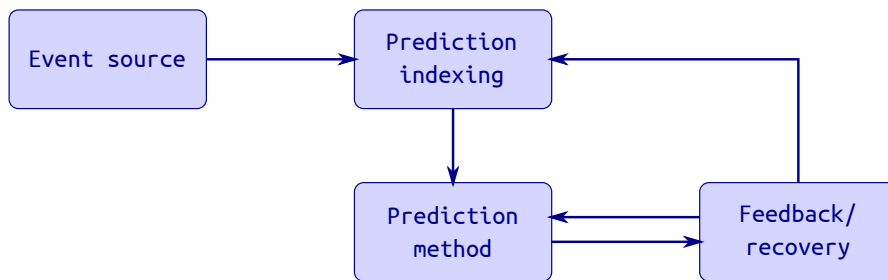 Event source
Prediction
indexing
Prediction
method
Feedback/
recovery